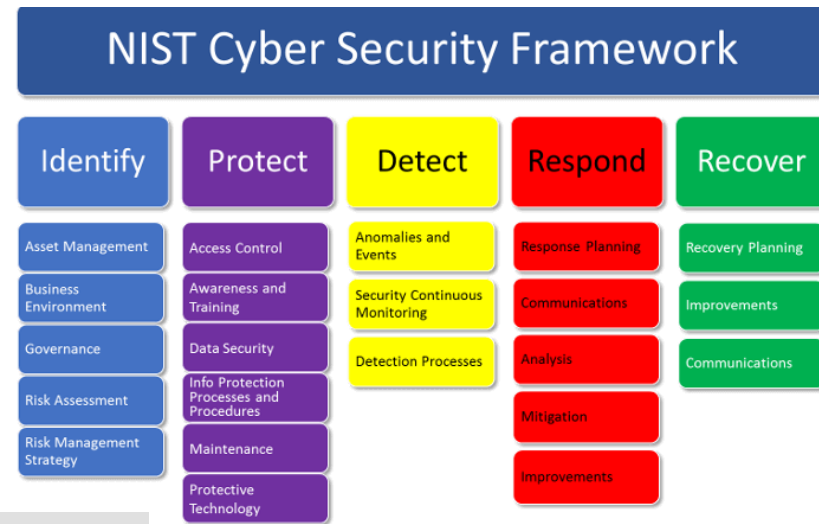 NIST Cyber Security Framework
Identify
Asset Management
Business
Environment
Governance
Risk Assessment
Risk Management
Strategy
Protect
Access Control
Awareness and
Training
Data Security
Info Protection
Processes and
Procedures
Maintenance
Protective
Technology
Detect
Anomalies and
Events
Security Continuous
Monitoring
Detection Processes
Respond
Response Planning
Communications
Analysis
Mitigation
Improvements
Recover
Recovery Planning
Improvements
Communications